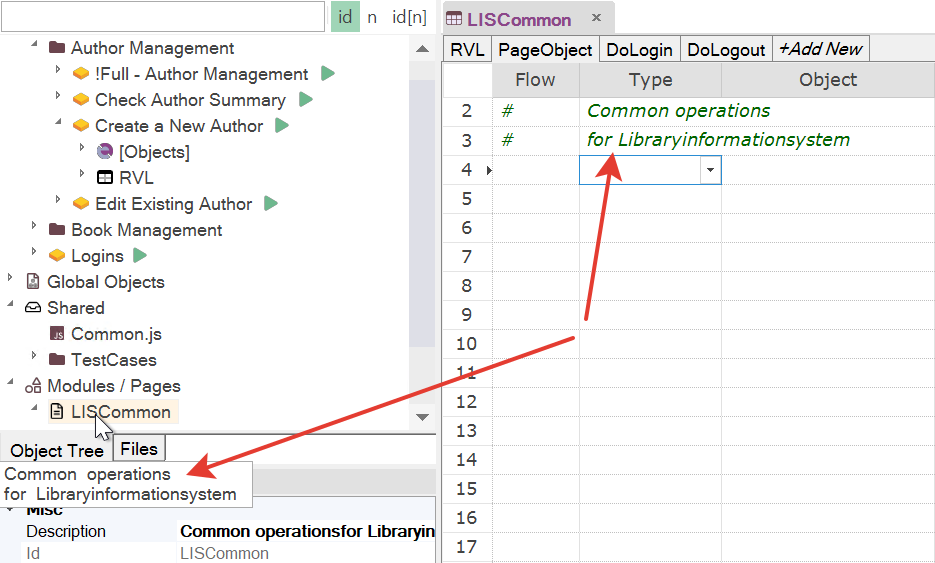 id n id[n]
Author Management
!Full - Author Management
Check Author Summary
Create a New Author
[Objects]
RVL
Edit Existing Author
Book Management
Logins
Global Objects
Shared
JS Common.js
TestCases
Modules / Pages
LISCommon
Object Tree Files
Common operations
for Libraryinformationsystem
Misc
Description Common operationsfor Libraryin
Id LISCommon
LISCommon ×
RVL PageObject DoLogin DoLogout +Add New
Flow Type Object
2 # Common operations
3 # for Libraryinformationsystem
4
5
6
7
8
9
10
11
12
13
14
15
16
17